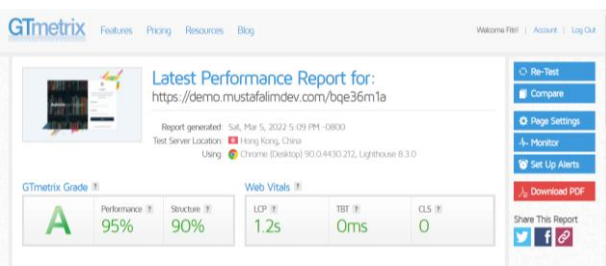 GTmetrix Features Pricing Resources Blog Welcome Fitri! | Account | Log Out
Latest Performance Report for:
https://demo.mustafalimdev.com/bqe36m1a
Report generated Sat, Mar 5, 2022 5:09 PM -0800
Test Server Location Hong Kong, China
Using Chrome (Desktop) 90.0.4430.212, Lighthouse 8.3.0
Re-Test
Compare
Page Settings
Monitor
Set Up Alerts
Download PDF
Share This Report
GTmetrix Grade ?
A
Performance ?
95%
Structure ?
90%
Web Vitals ?
LCP ?
1.2s
TBT ?
0ms
CLS ?
0